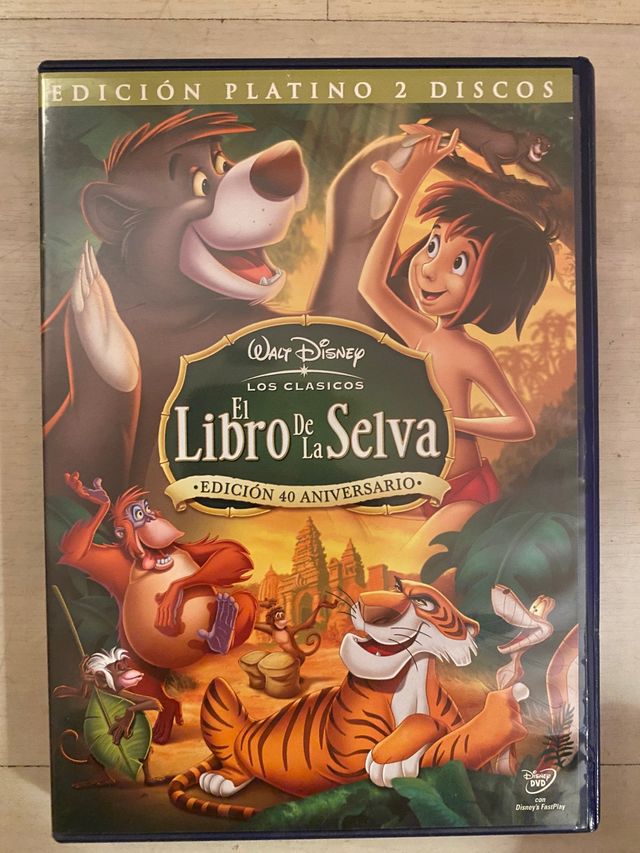 EDICIÓN PLATINO 2 DISCOS
WALT DISNEY
LOS CLASICOS
El
Libro De La Selva
·EDICIÓN 40 ANIVERSARIO·
Disney
DVD
con
Disney's FastPlay